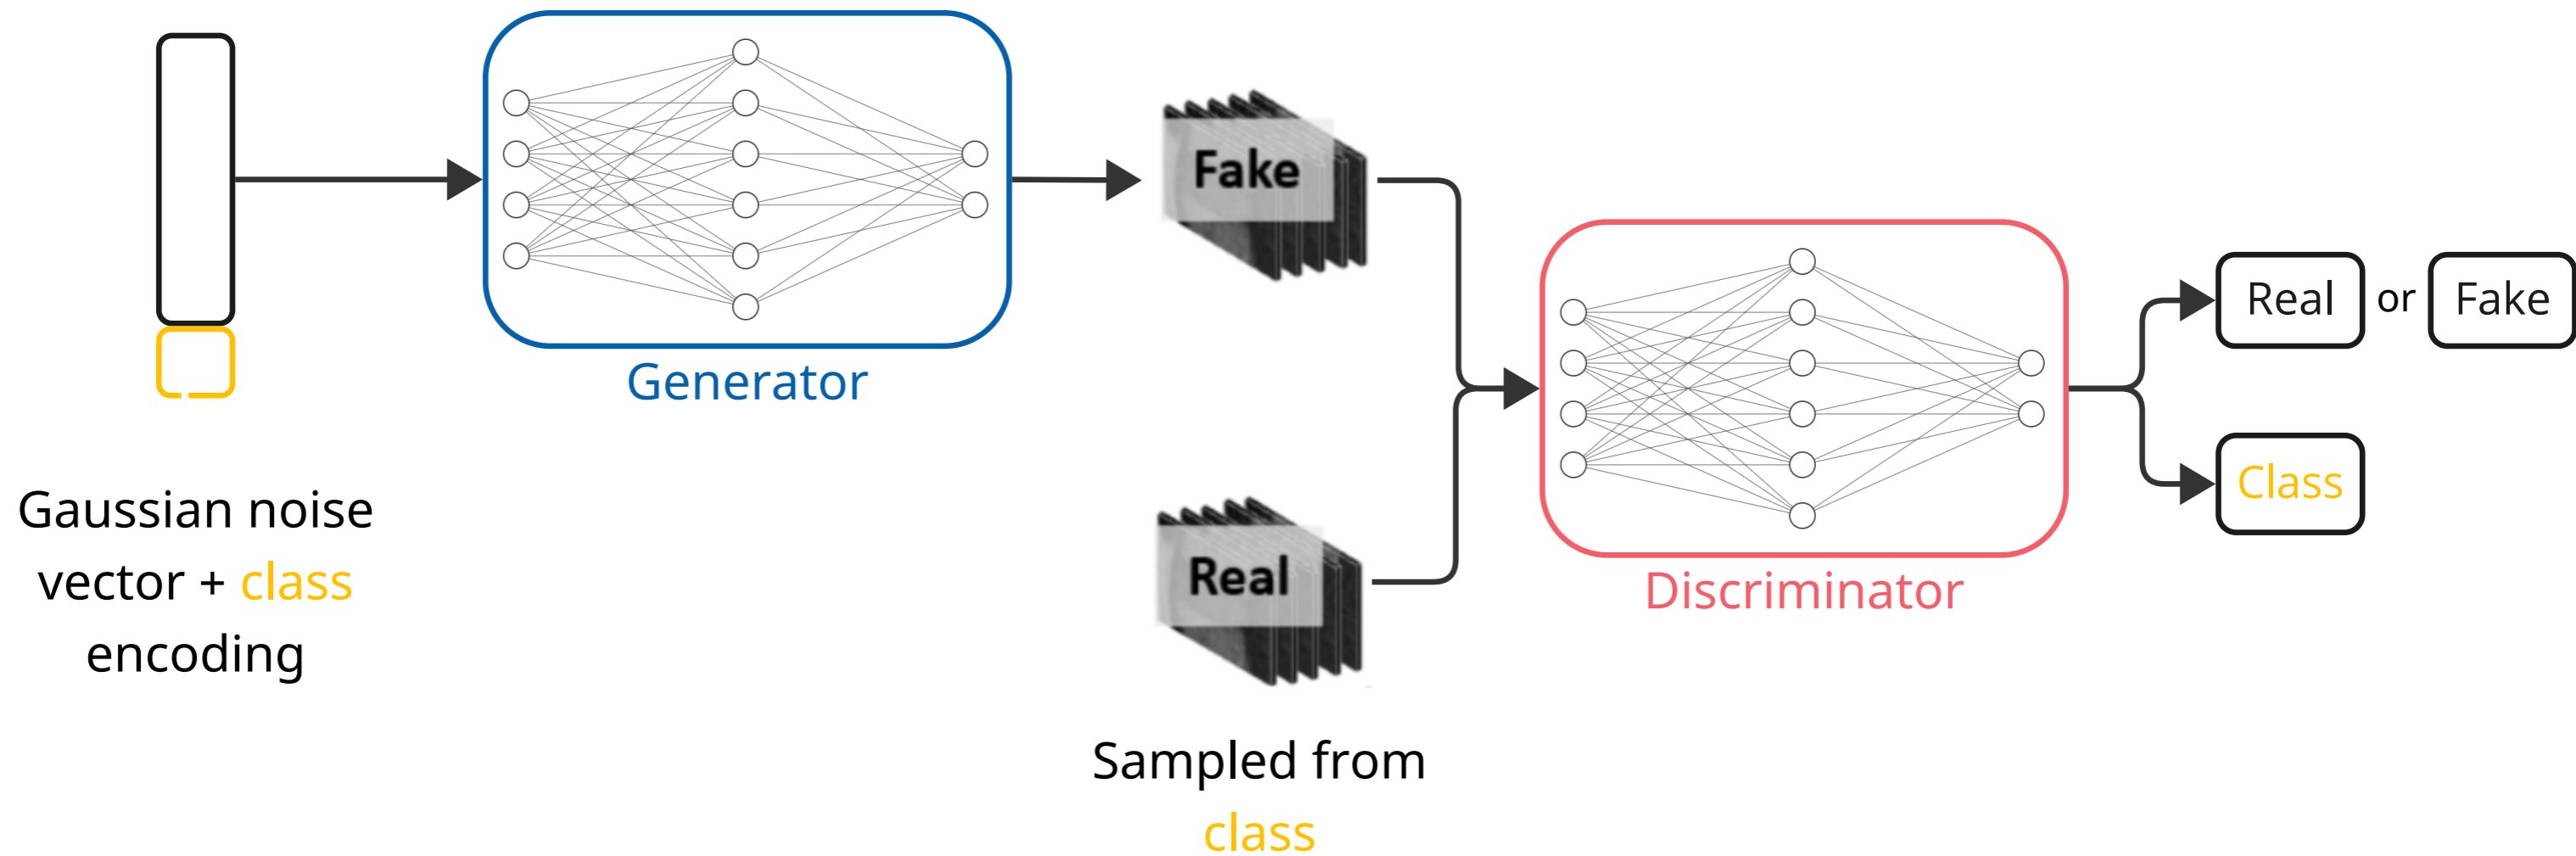 Gaussian noise
vector + class
encoding
Generator
Fake
Real
Sampled from
class
Discriminator
Real or Fake
Class